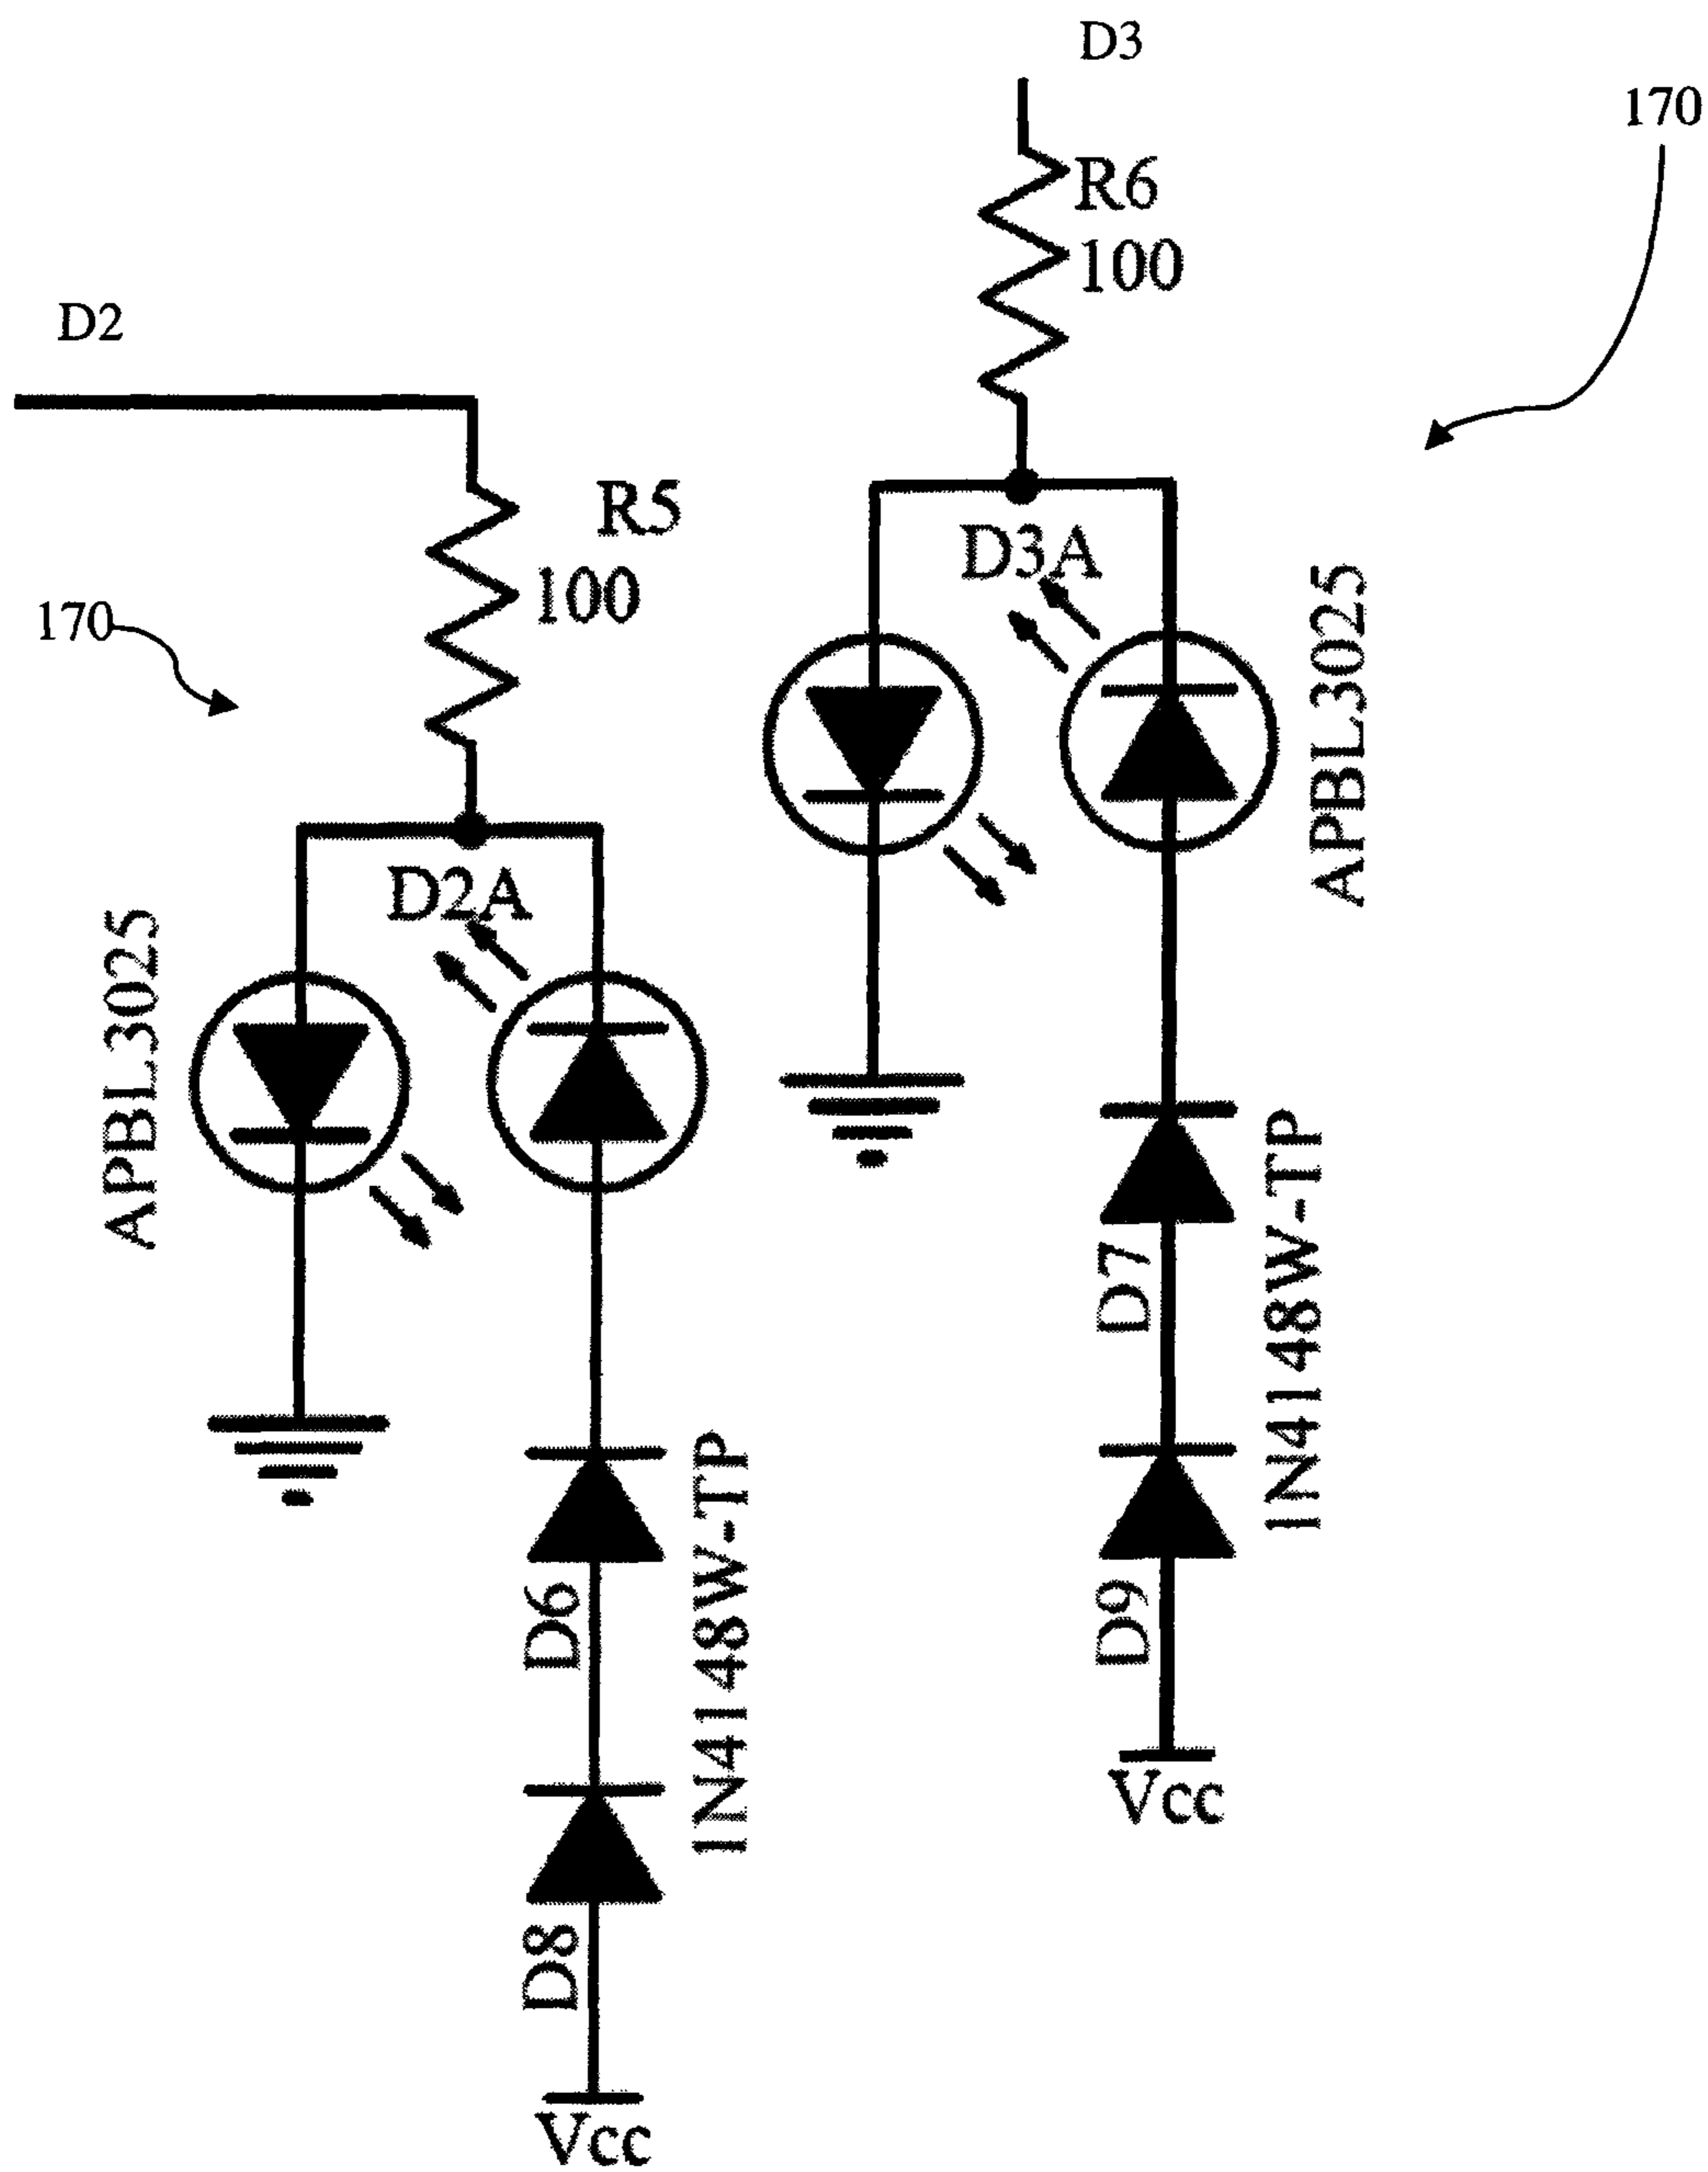 D3
170
R6
100
D2
R5
100
D3A
APBL3025
170
D2A
APBL3025
D7
1N4148W-TP
D6
1N4148W-TP
D9
Vcc
D8
Vcc